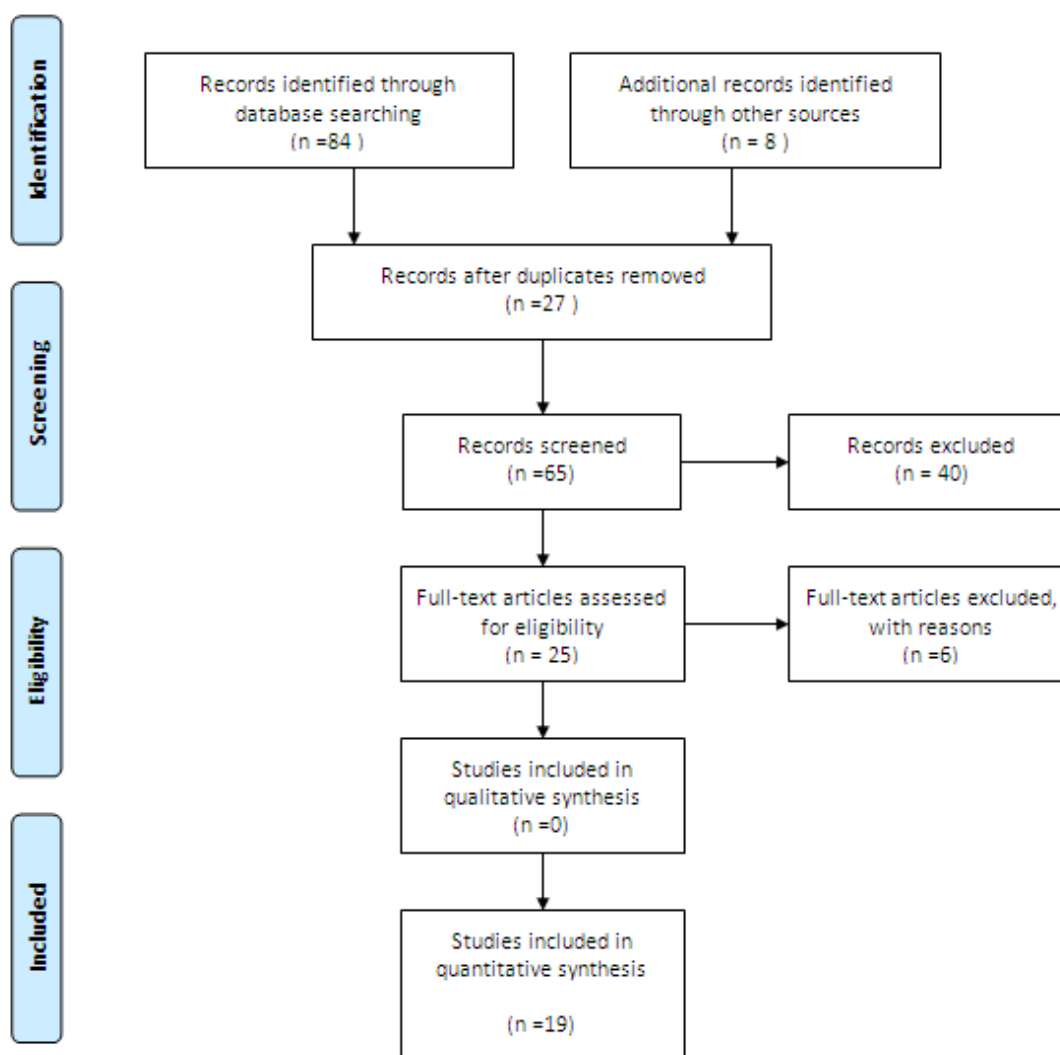 Identification
Records identified through
database searching
(n =84 )
Additional records identified
through other sources
(n = 8 )
Records after duplicates removed
(n =27 )
Screening
Records screened
(n =65)
Records excluded
(n = 40)
Eligibility
Full-text articles assessed
for eligibility
(n = 25)
Full-text articles excluded,
with reasons
(n =6)
Studies included in
qualitative synthesis
(n =0)
Included
Studies included in
quantitative synthesis
(n =19)